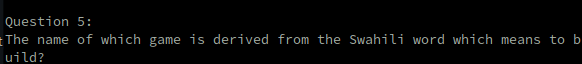 Question 5:
The name of which game is derived from the Swahili word which means to b
uild?